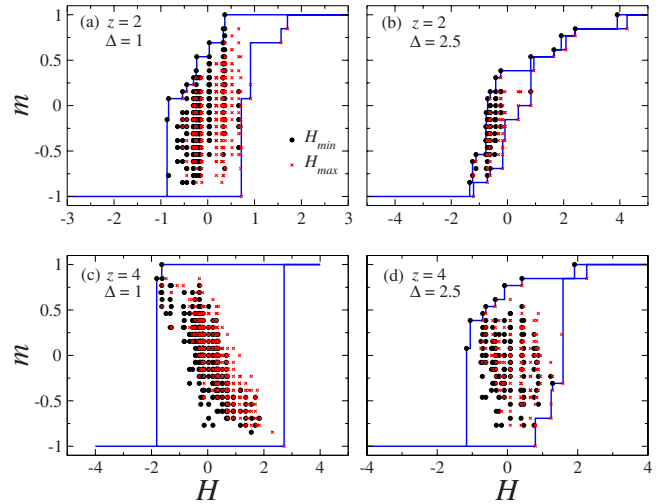 (a) z = 2
Δ = 1
(b) z = 2
Δ = 2.5
m
1
0.5
0
-0.5
-1
H_min
H_max
-3 -2 -1 0 1 2 3
-4 -2 0 2 4
(c) z = 4
Δ = 1
(d) z = 4
Δ = 2.5
m
1
0.5
0
-0.5
-1
-4 -2 0 2 4
-4 -2 0 2 4
H
H